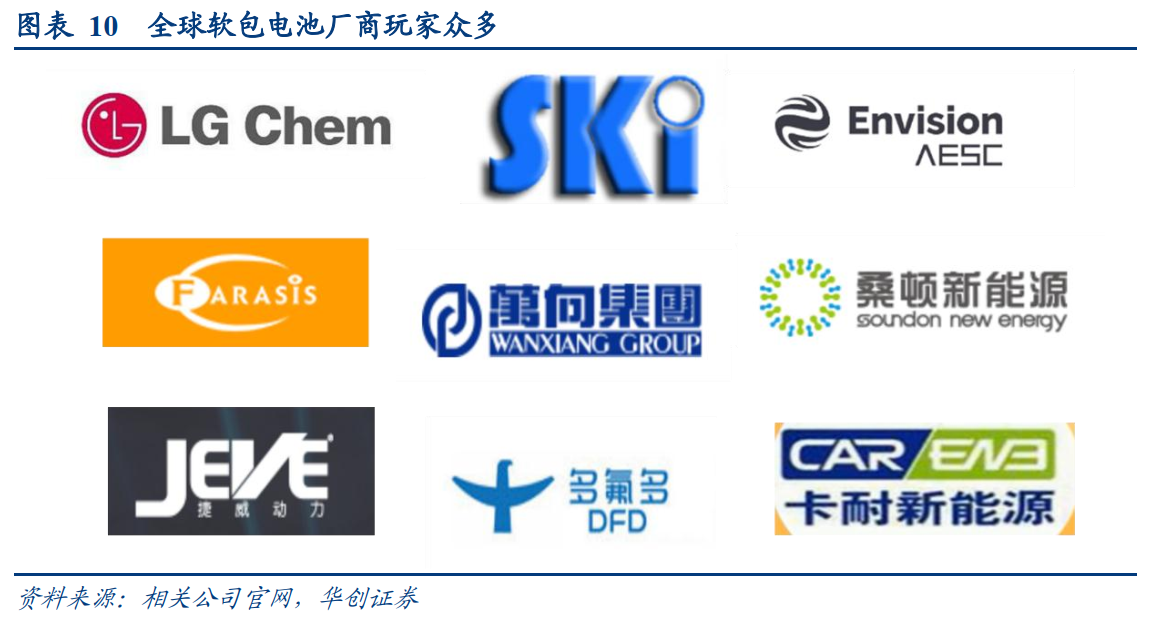 图表 10 全球软包电池厂商玩家众多
LG Chem
SKi
Envision
AESC
FARASIS
萬向集團
WANXIANG GROUP
桑顿新能源
soundon new energy
JEVE
捷威动力
多氟多
DFD
CAR ENB
卡耐新能源
资料来源：相关公司官网，华创证券